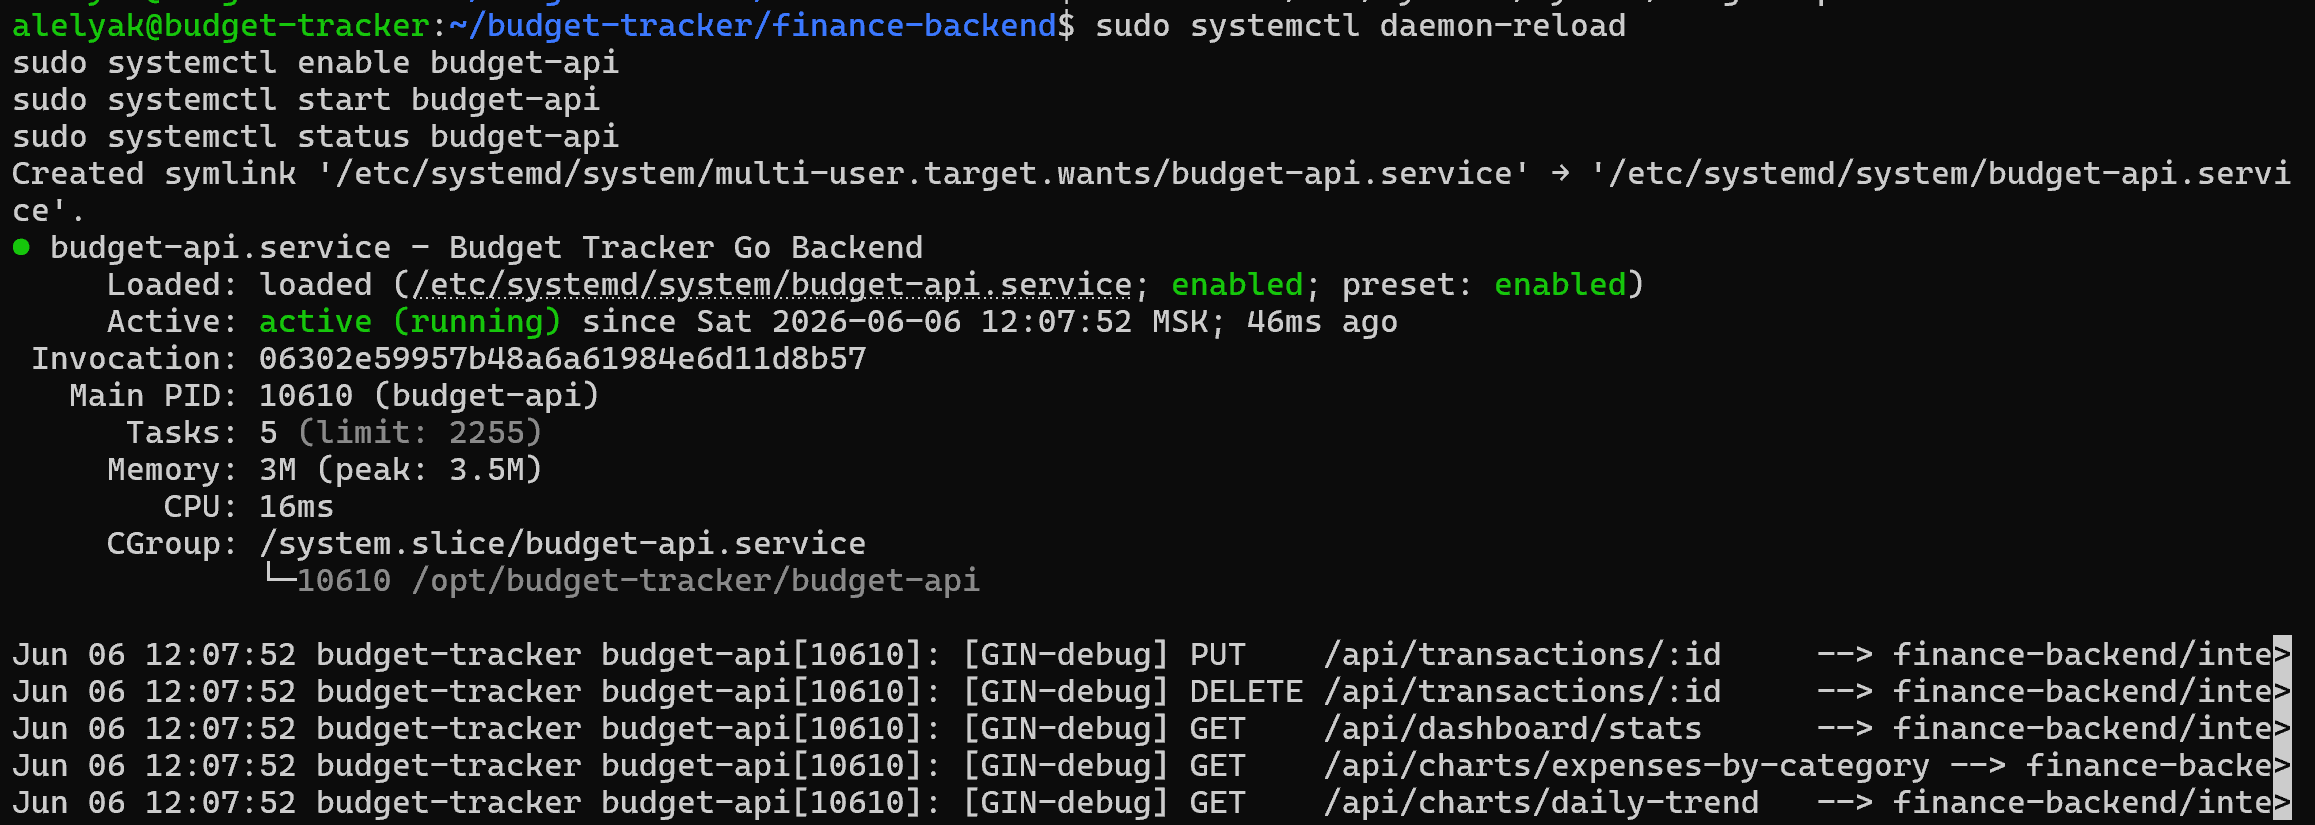 alelyak@budget-tracker:~/budget-tracker/finance-backend$ sudo systemctl daemon-reload
sudo systemctl enable budget-api
sudo systemctl start budget-api
sudo systemctl status budget-api
Created symlink '/etc/systemd/system/multi-user.target.wants/budget-api.service' → '/etc/systemd/system/budget-api.servi
ce'.
● budget-api.service - Budget Tracker Go Backend
Loaded: loaded (/etc/systemd/system/budget-api.service; enabled; preset: enabled)
Active: active (running) since Sat 2026-06-06 12:07:52 MSK; 46ms ago
Invocation: 06302e59957b48a6a61984e6d11d8b57
Main PID: 10610 (budget-api)
Tasks: 5 (limit: 2255)
Memory: 3M (peak: 3.5M)
CPU: 16ms
CGroup: /system.slice/budget-api.service
└─10610 /opt/budget-tracker/budget-api
Jun 06 12:07:52 budget-tracker budget-api[10610]: [GIN-debug] PUT    /api/transactions/:id     --> finance-backend/inte>
Jun 06 12:07:52 budget-tracker budget-api[10610]: [GIN-debug] DELETE /api/transactions/:id     --> finance-backend/inte>
Jun 06 12:07:52 budget-tracker budget-api[10610]: [GIN-debug] GET    /api/dashboard/stats      --> finance-backend/inte>
Jun 06 12:07:52 budget-tracker budget-api[10610]: [GIN-debug] GET    /api/charts/expenses-by-category --> finance-backe>
Jun 06 12:07:52 budget-tracker budget-api[10610]: [GIN-debug] GET    /api/charts/daily-trend   --> finance-backend/inte>